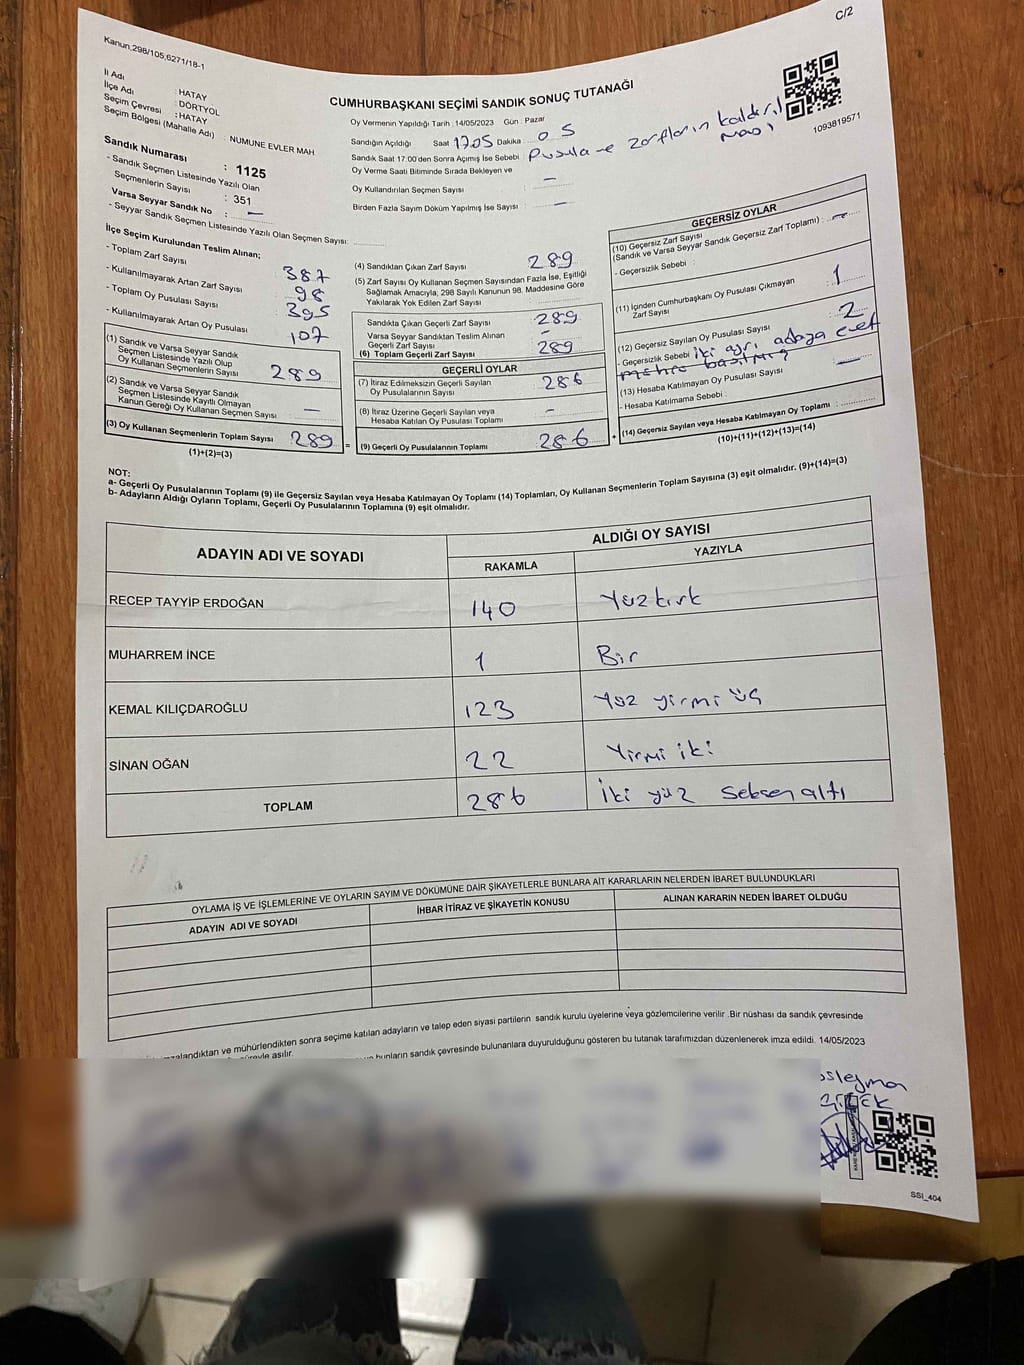 C/2
Kanun,298/105,6271/18-1
İl Adı : HATAY
İlçe Adı : DÖRTYOL
Seçim Çevresi : HATAY
Seçim Bölgesi (Mahalle Adı) : NUMUNE EVLER MAH
Sandık Numarası : 1125
- Sandık Seçmen Listesinde Yazılı Olan
Seçmenlerin Sayısı : 351
Varsa Seyyar Sandık No : —
- Seyyar Sandık Seçmen Listesinde Yazılı Olan Seçmen Sayısı:
CUMHURBAŞKANI SEÇİMİ SANDIK SONUÇ TUTANAĞI
Oy Vermenin Yapıldığı Tarih :14/05/2023 Gün : Pazar
Sandığın Açıldığı Saat 17.05 Dakika : 05
Sandık Saat 17:00'den Sonra Açımış İse Sebebi Pusula ve zarfların kaldırıl
ması
Oy Verme Saati Bitiminde Sırada Bekleyen ve
Oy Kullandırılan Seçmen Sayısı : —
Birden Fazla Sayım Döküm Yapılmış İse Sayısı : —
1093819571
İlçe Seçim Kurulundan Teslim Alınan;
- Toplam Zarf Sayısı 387
- Kullanılmayarak Artan Zarf Sayısı : 98
- Toplam Oy Pusulası Sayısı 395
- Kullanılmayarak Artan Oy Pusulası 107
(1) Sandık ve Varsa Seyyar Sandık
Seçmen Listesinde Yazılı Olup
Oy Kullanan Seçmenlerin Sayısı 289
(2) Sandık ve Varsa Seyyar Sandık
Seçmen Listesinde Kayıtlı Olmayan
Kanun Gereği Oy Kullanan Seçmen Sayısı —
(3) Oy Kullanan Seçmenlerin Toplam Sayısı 289 =
(1)+(2)=(3)
(4) Sandıktan Çıkan Zarf Sayısı 289
(5) Zarf Sayısı Oy Kullanan Seçmen Sayısından Fazla İse, Eşitliği
Sağlamak Amacıyla, 298 Sayılı Kanunun 98. Maddesine Göre
Yakılarak Yok Edilen Zarf Sayısı :
Sandıkta Çıkan Geçerli Zarf Sayısı : 289
Varsa Seyyar Sandıktan Teslim Alınan
Geçerli Zarf Sayısı : —
(6) Toplam Geçerli Zarf Sayısı 289
GEÇERLİ OYLAR
(7) İtiraz Edilmeksizin Geçerli Sayılan
Oy Pusulalarının Sayısı 286
(8) İtiraz Üzerine Geçerli Sayılan veya
Hesaba Katılan Oy Pusulası Toplamı —
(9) Geçerli Oy Pusulalarının Toplamı 286 +
GEÇERSİZ OYLAR
(10) Geçersiz Zarf Sayısı
(Sandık ve Varsa Seyyar Sandık Geçersiz Zarf Toplamı) : —
- Geçersizlik Sebebi :
(11) İçinden Cumhurbaşkanı Oy Pusulası Çıkmayan
Zarf Sayısı : 1
(12) Geçersiz Sayılan Oy Pusulası Sayısı : 2
- Geçersizlik Sebebi iki ayrı adaya evet
mührü basılmış
(13) Hesaba Katılmayan Oy Pusulası Sayısı —
- Hesaba Katılmama Sebebi :
(14) Geçersiz Sayılan veya Hesaba Katılmayan Oy Toplamı :
(10)+(11)+(12)+(13)=(14)
NOT:
a- Geçerli Oy Pusulalarının Toplamı (9) ile Geçersiz Sayılan veya Hesaba Katılmayan Oy Toplamı (14) Toplamları, Oy Kullanan Seçmenlerin Toplam Sayısına (3) eşit olmalıdır. (9)+(14)=(3)
b- Adayların Aldığı Oyların Toplamı, Geçerli Oy Pusulalarının Toplamına (9) eşit olmalıdır.
ADAYIN ADI VE SOYADI ALDIĞI OY SAYISI
RAKAMLA YAZIYLA
RECEP TAYYİP ERDOĞAN 140 Yüzkırk
MUHARREM İNCE 1 Bir
KEMAL KILIÇDAROĞLU 123 Yüz yirmi üç
SİNAN OĞAN 22 Yirmi iki
TOPLAM 286 İki yüz Seksen altı
OYLAMA İŞ VE İŞLEMLERİNE VE OYLARIN SAYIM VE DÖKÜMÜNE DAİR ŞİKAYETLERLE BUNLARA AİT KARARLARIN NELERDEN İBARET BULUNDUKLARI
ADAYIN ADI VE SOYADI İHBAR İTİRAZ VE ŞİKAYETİN KONUSU ALINAN KARARIN NEDEN İBARET OLDUĞU
zalandıktan ve mühürlendikten sonra seçime katılan adayların ve talep eden siyasi partilerin sandık kurulu üyelerine veya gözlemcilerine verilir .Bir nüshası da sandık çevresinde
asılır.
bunların sandık çevresinde bulunanlara duyurulduğunu gösteren bu tutanak tarafımızdan düzenlenerek imza edildi. 14/05/2023
SSI_404